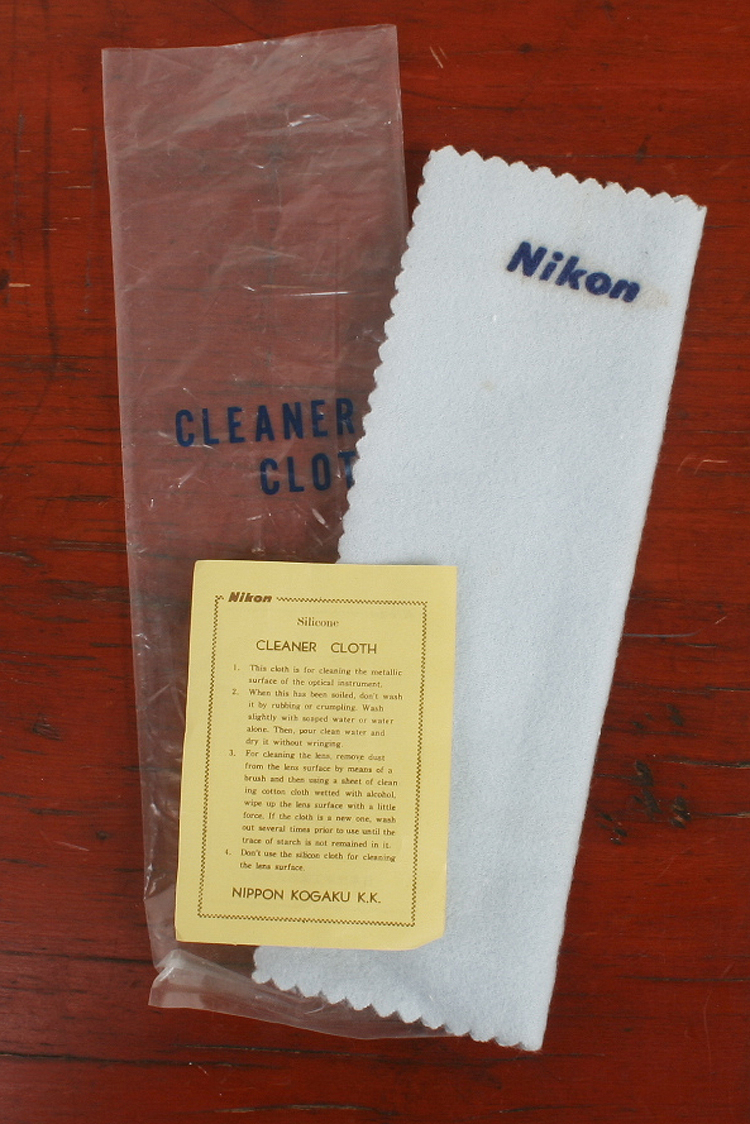 Nikon
CLEANER
CLOT
Nikon
Silicone
CLEANER CLOTH
1. This cloth is for cleaning the metallic
surface of the optical instrument.
2. When this has been soiled, don't wash
it by rubbing or crumpling. Wash
slightly with soaped water or water
alone. Then, pour clean water and
dry it without wringing.
3. For cleaning the lens, remove dust
from the lens surface by means of a
brush and then using a sheet of clean
ing cotton cloth wetted with alcohol,
wipe up the lens surface with a little
force. If the cloth is a new one, wash
out several times prior to use until the
trace of starch is not remained in it.
4. Don't use the silicon cloth for cleaning
the lens surface.
NIPPON KOGAKU K.K.